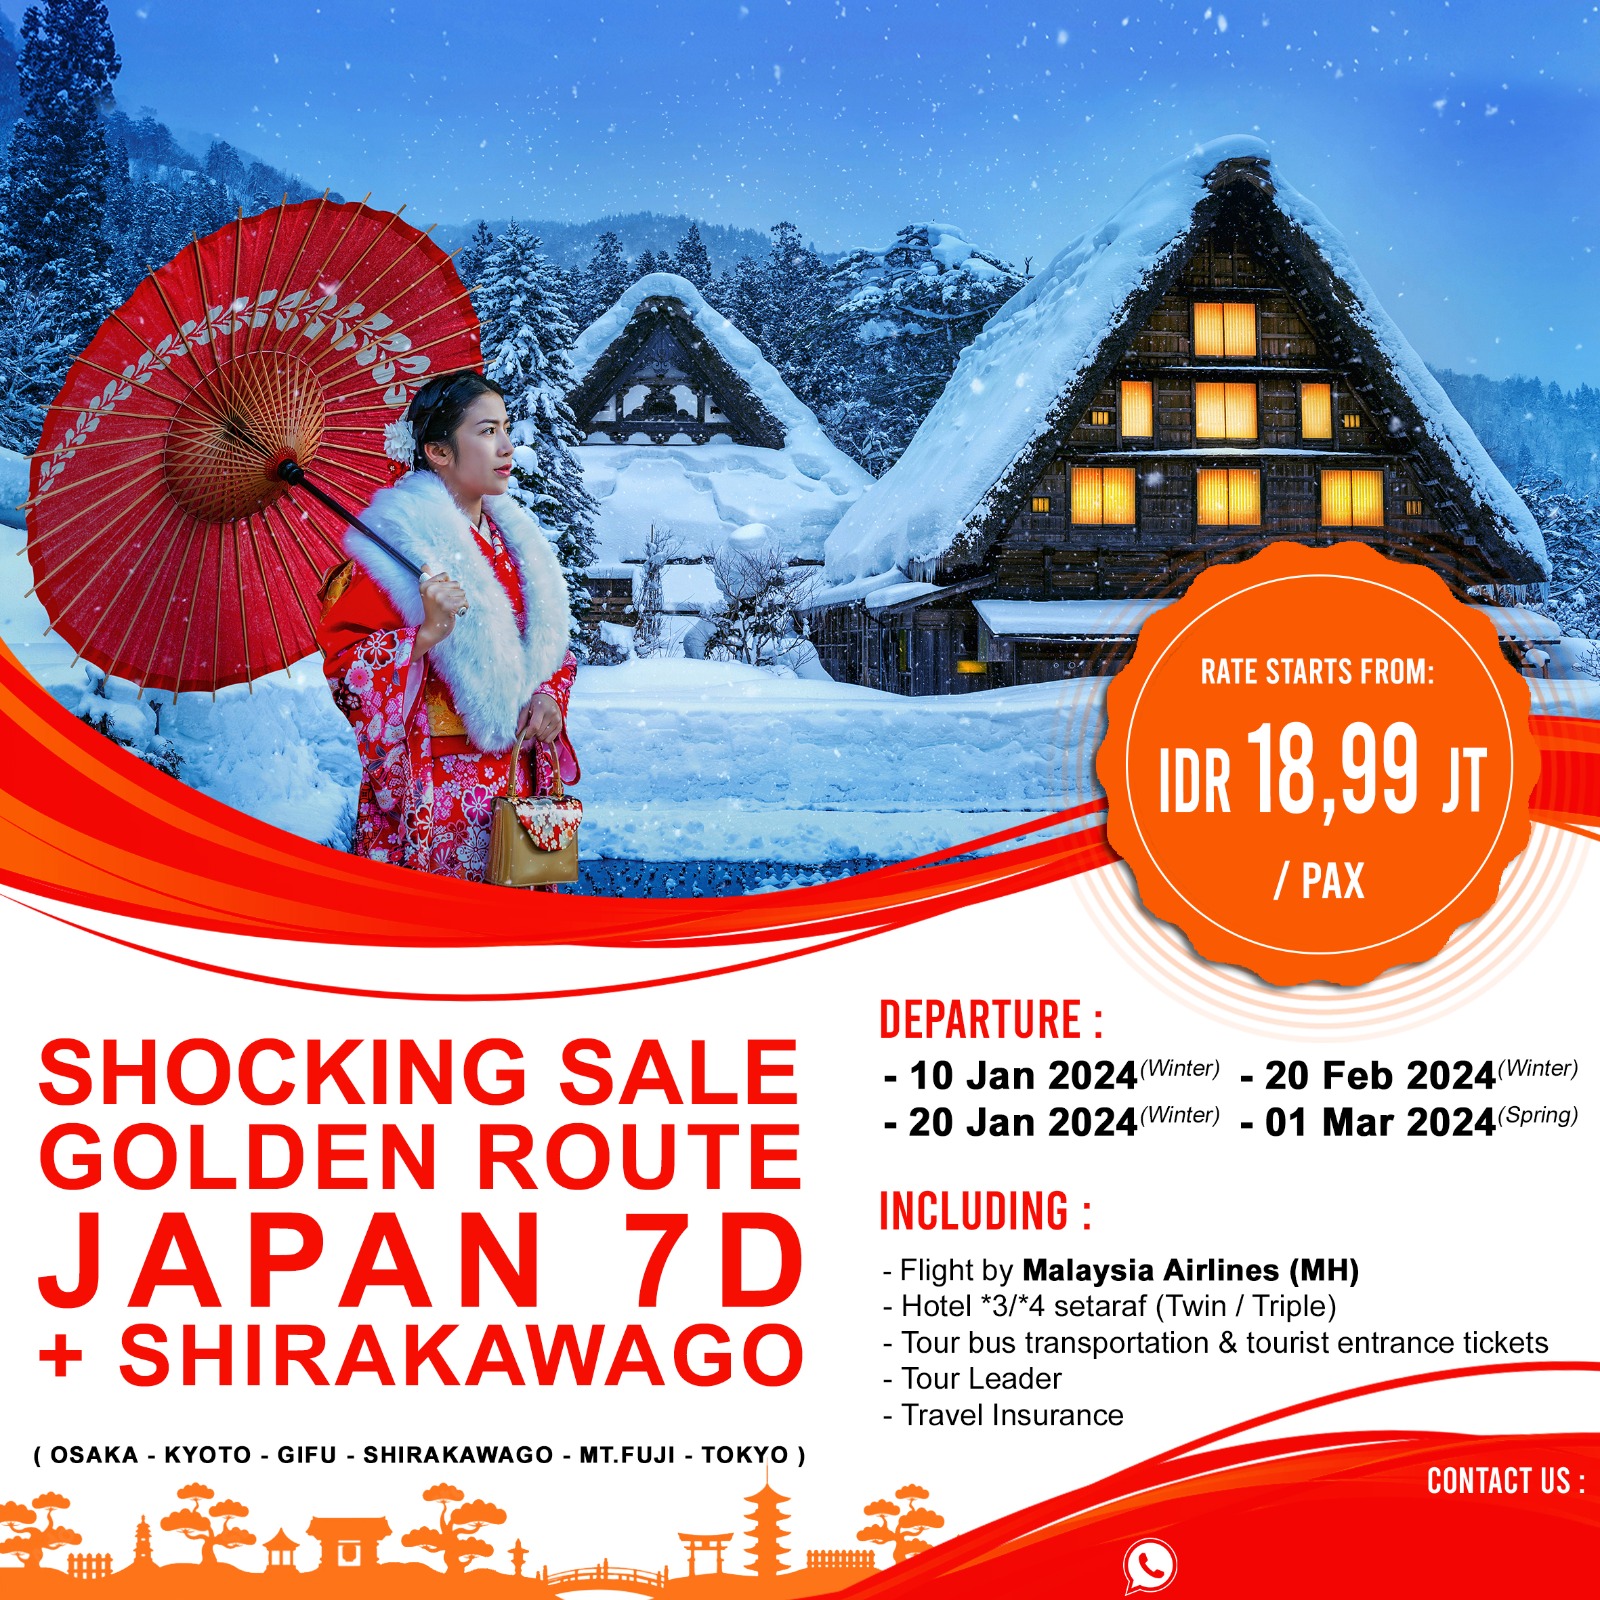 RATE STARTS FROM:
IDR 18,99 JT
/ PAX
SHOCKING SALE
GOLDEN ROUTE
JAPAN 7D
+ SHIRAKAWAGO
( OSAKA - KYOTO - GIFU - SHIRAKAWAGO - MT.FUJI - TOKYO )
DEPARTURE :
- 10 Jan 2024 (Winter) - 20 Feb 2024 (Winter)
- 20 Jan 2024 (Winter) - 01 Mar 2024 (Spring)
INCLUDING :
- Flight by Malaysia Airlines (MH)
- Hotel *3/*4 setaraf (Twin / Triple)
- Tour bus transportation & tourist entrance tickets
- Tour Leader
- Travel Insurance
CONTACT US :